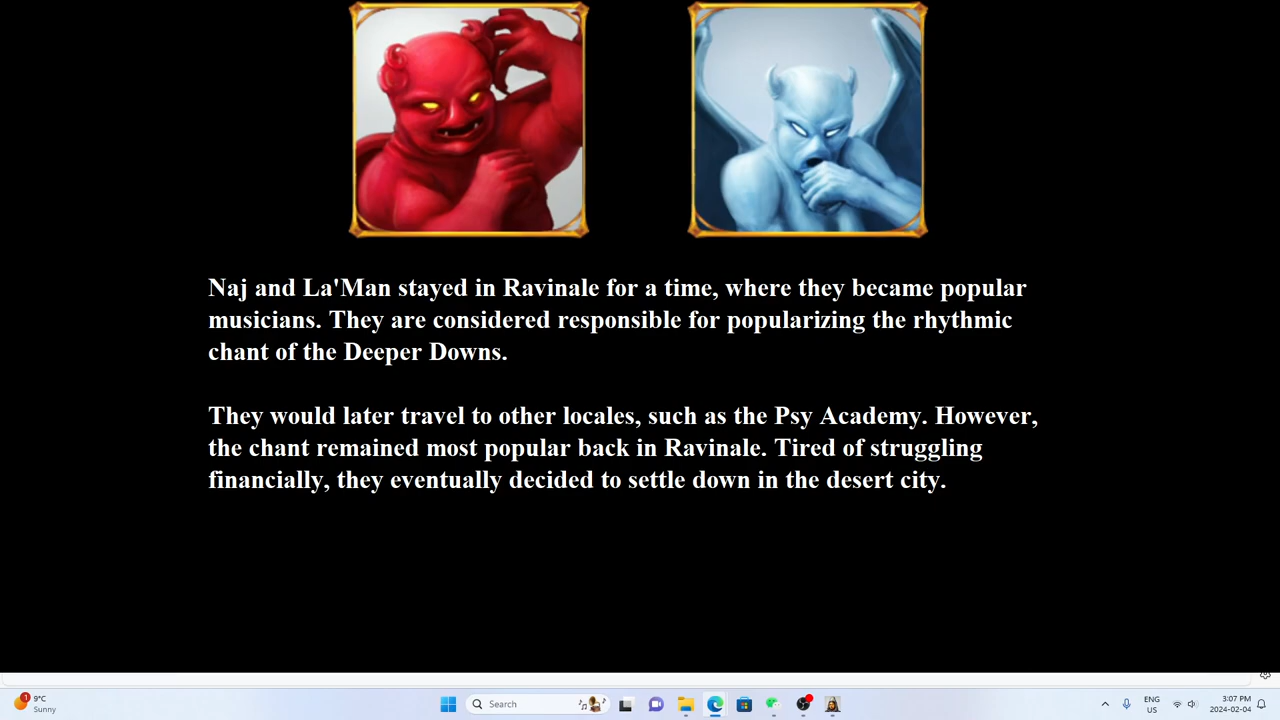 Naj and La'Man stayed in Ravinale for a time, where they became popular
musicians. They are considered responsible for popularizing the rhythmic
chant of the Deeper Downs.
They would later travel to other locales, such as the Psy Academy. However,
the chant remained most popular back in Ravinale. Tired of struggling
financially, they eventually decided to settle down in the desert city.
1
9°C
Sunny
Search
ENG
US
3:07 PM
2024-02-04